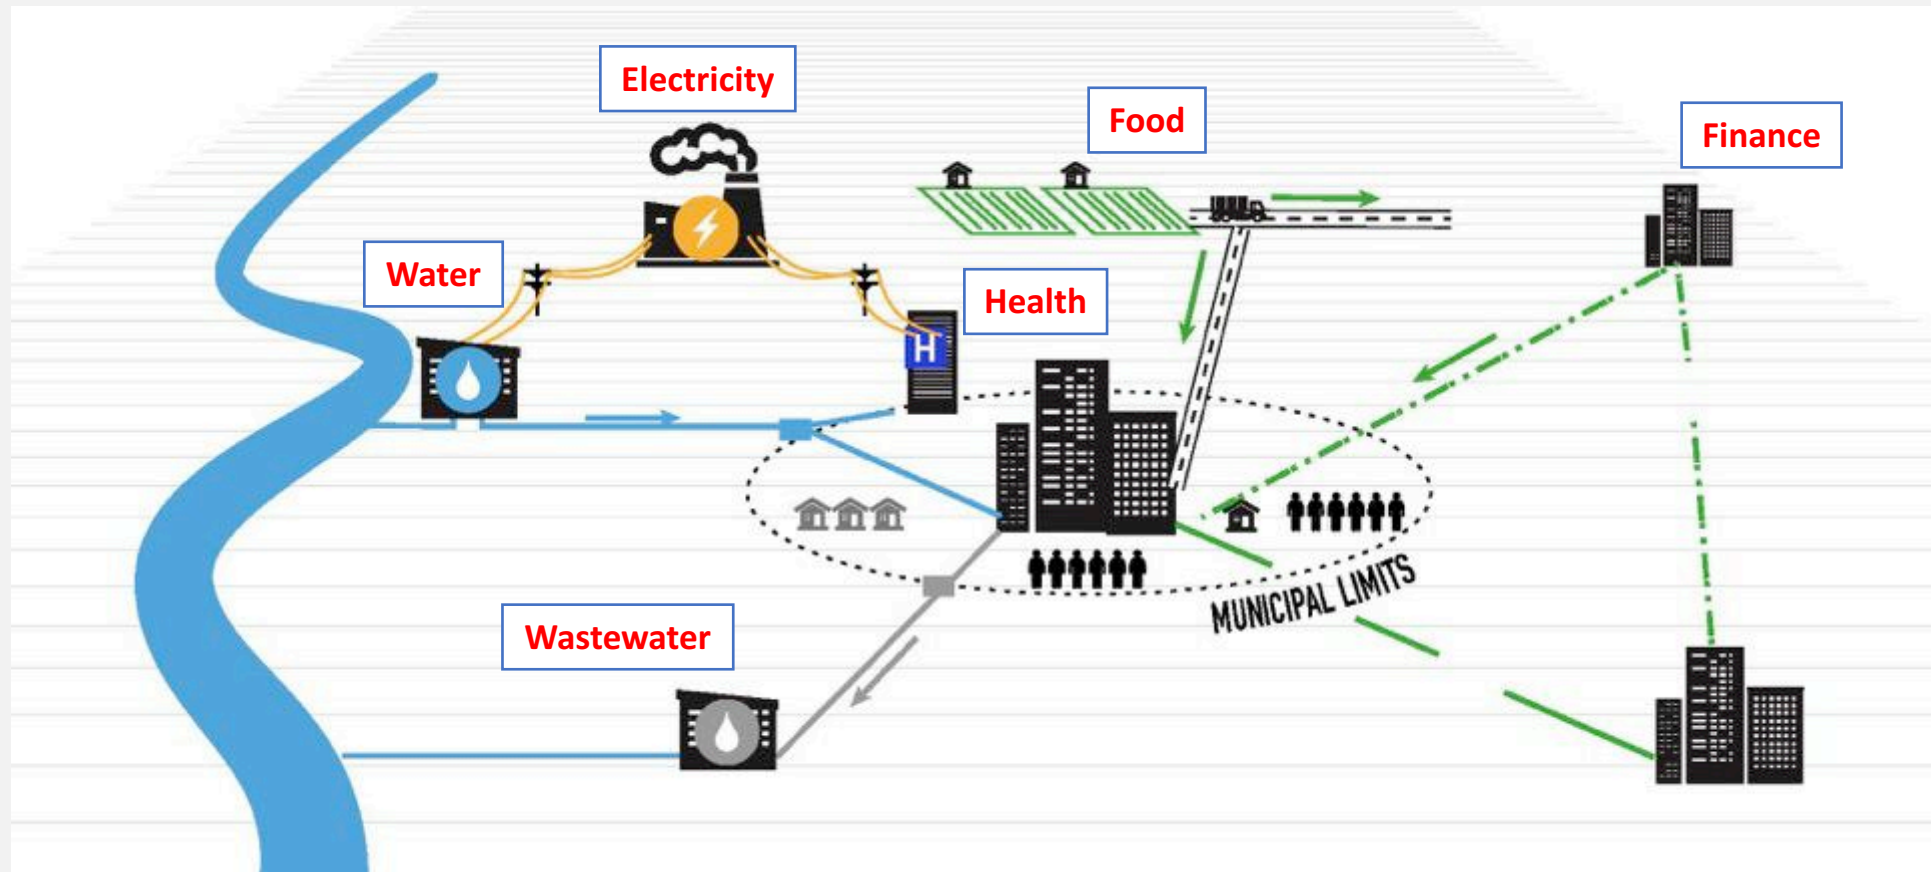 Electricity
Food
Finance
Water
Health
H
MUNICIPAL LIMITS
Wastewater